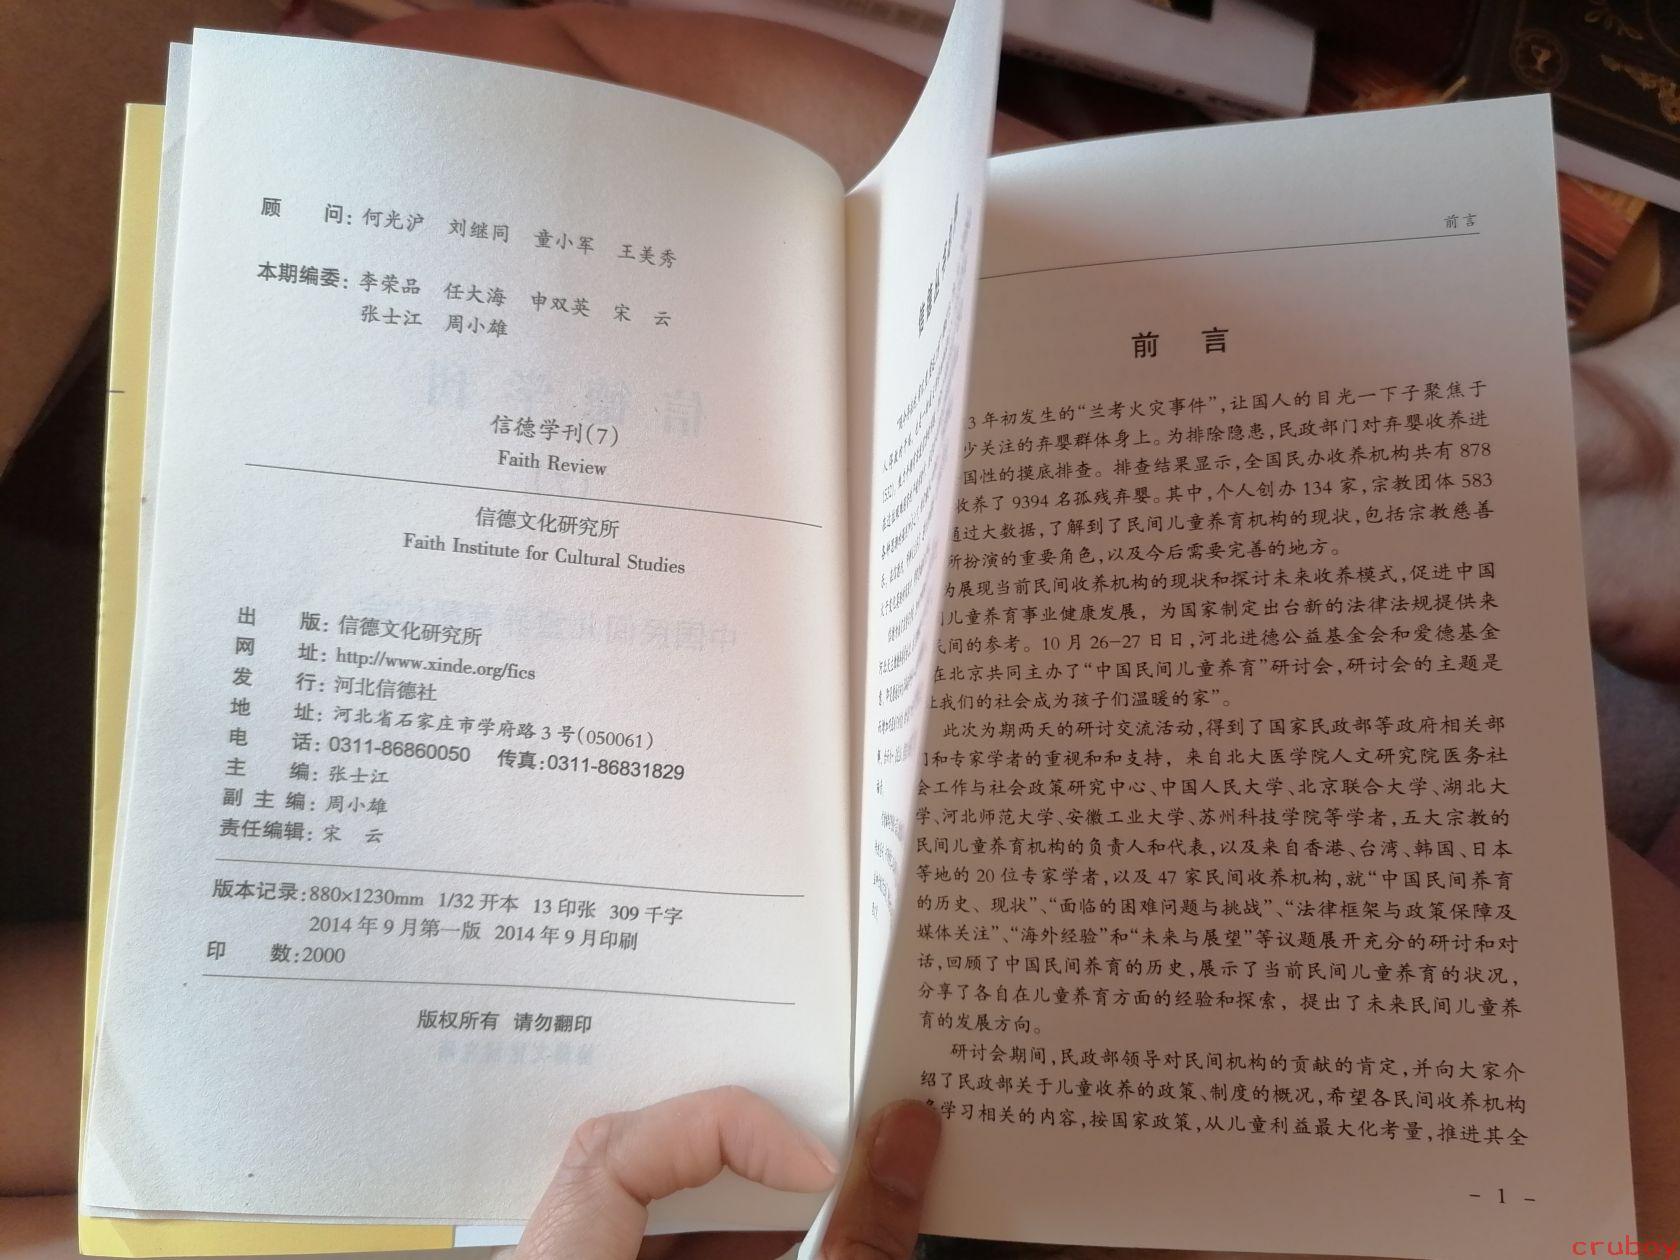 顾 问:何光沪 刘继同 童小军 王美秀
本期编委:李荣品 任大海 申双英 宋 云
张士江 周小雄
信德学刊(7)
Faith Review
信德文化研究所
Faith Institute for Cultural Studies
出 版:信德文化研究所
网 址:http://www.xinde.org/fics
发 行:河北信德社
地 址:河北省石家庄市学府路3号(050061)
电 话:0311-86860050 传真:0311-86831829
主 编:张士江
副 主 编:周小雄
责任编辑:宋 云
版本记录:880×1230mm 1/32开本 13印张 309千字
2014年9月第一版 2014年9月印刷
印 数:2000
版权所有 请勿翻印
前言
前 言
3年初发生的“兰考火灾事件”,让国人的目光一下子聚焦于
少关注的弃婴群体身上。为排除隐患,民政部门对弃婴收养进
国性的摸底排查。排查结果显示,全国民办收养机构共有878
收养了9394名孤残弃婴。其中,个人创办134家,宗教团体583
通过大数据,了解到了民间儿童养育机构的现状,包括宗教慈善
所扮演的重要角色,以及今后需要完善的地方。
为展现当前民间收养机构的现状和探讨未来收养模式,促进中国
儿童养育事业健康发展,为国家制定出台新的法律法规提供来
民间的参考。10月26-27日日,河北进德公益基金会和爱德基金
在北京共同主办了“中国民间儿童养育”研讨会,研讨会的主题是
让我们的社会成为孩子们温暖的家”。
此次为期两天的研讨交流活动,得到了国家民政部等政府相关部
门和专家学者的重视和和支持,来自北大医学院人文研究院医务社
会工作与社会政策研究中心、中国人民大学、北京联合大学、湖北大
学、河北师范大学、安徽工业大学、苏州科技学院等学者,五大宗教的
民间儿童养育机构的负责人和代表,以及来自香港、台湾、韩国、日本
等地的20位专家学者,以及47家民间收养机构,就“中国民间养育
的历史、现状”、“面临的困难问题与挑战”、“法律框架与政策保障及
媒体关注”、“海外经验”和“未来与展望”等议题展开充分的研讨和对
话,回顾了中国民间养育的历史,展示了当前民间儿童养育的状况,
分享了各自在儿童养育方面的经验和探索,提出了未来民间儿童养
育的发展方向。
研讨会期间,民政部领导对民间机构的贡献的肯定,并向大家介
绍了民政部关于儿童收养的政策、制度的概况,希望各民间收养机构
多学习相关的内容,按国家政策,从儿童利益最大化考量,推进其全
- 1 -
cruboy